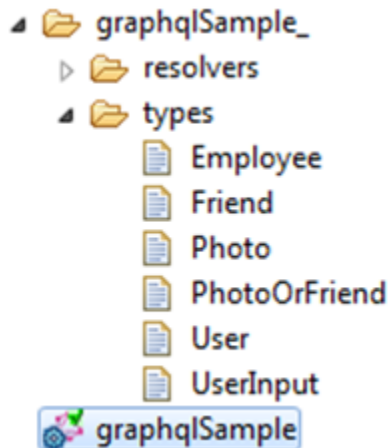 graphqlSample_
resolvers
types
Employee
Friend
Photo
PhotoOrFriend
User
UserInput
graphqlSample